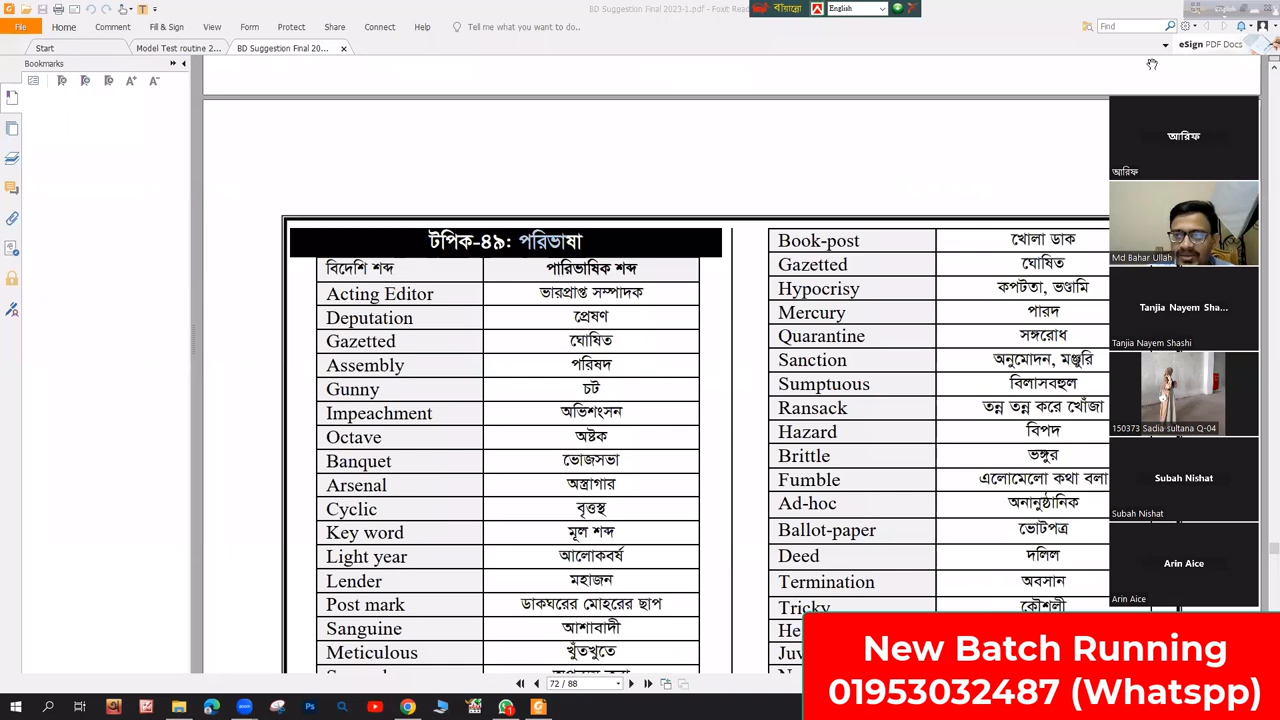 BD Suggestion Final 2023-1.pdf - Foxit Read
বায়ান্নো
English
File Home Comment Fill & Sign View Form Protect Share Connect Help Tell me what you want to do...
Find
Start
Model Test routine 2...
BD Suggestion Final 20...
eSign PDF Docs
Bookmarks
টপিক-৪৯: পরিভাষা
বিদেশি শব্দ পারিভাষিক শব্দ
Acting Editor ভারপ্রাপ্ত সম্পাদক
Deputation প্রেষণ
Gazetted ঘোষিত
Assembly পরিষদ
Gunny চট
Impeachment অভিশংসন
Octave অষ্টক
Banquet ভোজসভা
Arsenal অস্ত্রাগার
Cyclic বৃত্তস্থ
Key word মূল শব্দ
Light year আলোকবর্ষ
Lender মহাজন
Post mark ডাকঘরের মোহরের ছাপ
Sanguine আশাবাদী
Meticulous খুঁতখুতে
Book-post খোলা ডাক
Gazetted ঘোষিত
Hypocrisy কপটতা, ভণ্ডামি
Mercury পারদ
Quarantine সঙ্গরোধ
Sanction অনুমোদন, মঞ্জুরি
Sumptuous বিলাসবহুল
Ransack তন্ন তন্ন করে খোঁজা
Hazard বিপদ
Brittle ভঙ্গুর
Fumble এলোমেলো কথা বলা
Ad-hoc অনানুষ্ঠানিক
Ballot-paper ভোটপত্র
Deed দলিল
Termination অবসান
Tricky কৌশলী
He
Juv
আরিফ
আরিফ
Md Bahar Ullah
Tanjia Nayem Sha...
Tanjia Nayem Shashi
150373 Sadia sultana Q-04
Subah Nishat
Subah Nishat
Arin Aice
Arin Aice
New Batch Running
01953032487 (Whatspp)
72 / 88